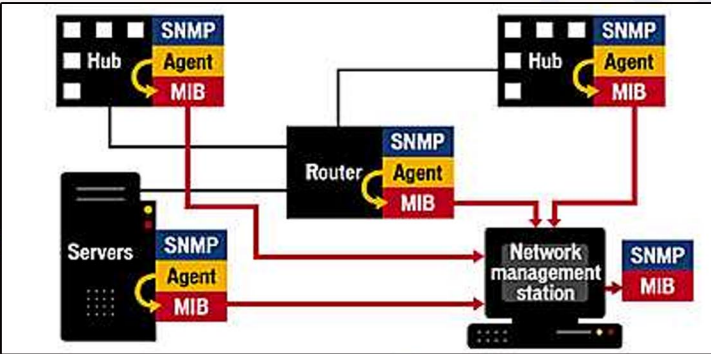 SNMP
Hub Agent
MIB
SNMP
Hub Agent
MIB
SNMP
Router Agent
MIB
Servers
SNMP
Agent
MIB
Network
management
station
SNMP
MIB